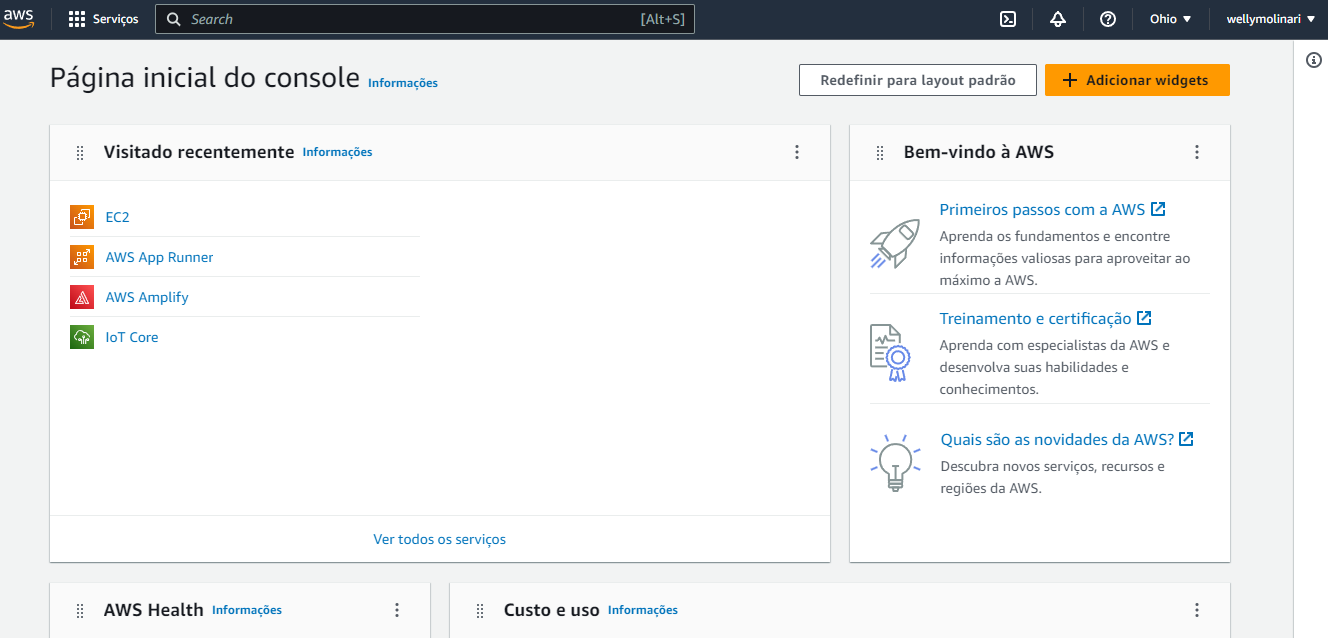 aws
Serviços
Search
[Alt+S]
Ohio
wellymolinari
Página inicial do console
Informações
Redefinir para layout padrão
Adicionar widgets
Visitado recentemente
Informações
EC2
AWS App Runner
AWS Amplify
IoT Core
Ver todos os serviços
Bem-vindo à AWS
Primeiros passos com a AWS
Aprenda os fundamentos e encontre
informações valiosas para aproveitar ao
máximo a AWS.
Treinamento e certificação
Aprenda com especialistas da AWS e
desenvolva suas habilidades e
conhecimentos.
Quais são as novidades da AWS?
Descubra novos serviços, recursos e
regiões da AWS.
AWS Health
Informações
Custo e uso
Informações